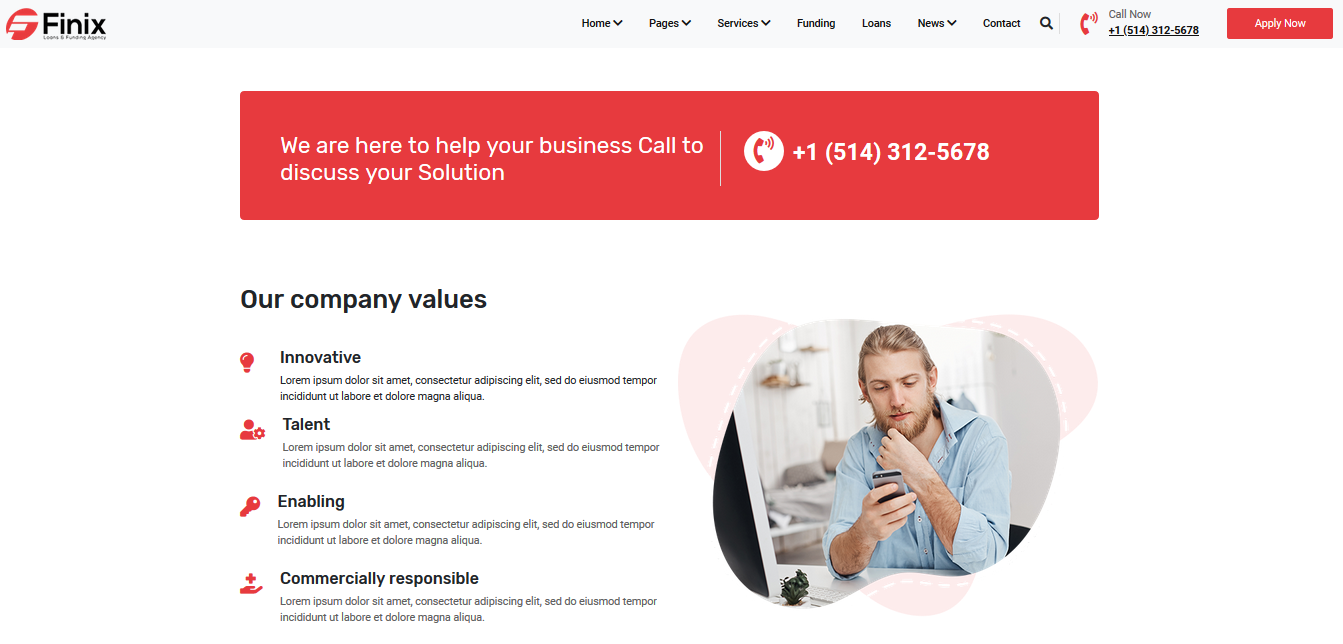 Finix
Loans & Funding Agency
Home
Pages
Services
Funding
Loans
News
Contact
Call Now
+1 (514) 312-5678
Apply Now
We are here to help your business Call to
discuss your Solution
+1 (514) 312-5678
Our company values
Innovative
Lorem ipsum dolor sit amet, consectetur adipiscing elit, sed do eiusmod tempor
incididunt ut labore et dolore magna aliqua.
Talent
Lorem ipsum dolor sit amet, consectetur adipiscing elit, sed do eiusmod tempor
incididunt ut labore et dolore magna aliqua.
Enabling
Lorem ipsum dolor sit amet, consectetur adipiscing elit, sed do eiusmod tempor
incididunt ut labore et dolore magna aliqua.
Commercially responsible
Lorem ipsum dolor sit amet, consectetur adipiscing elit, sed do eiusmod tempor
incididunt ut labore et dolore magna aliqua.